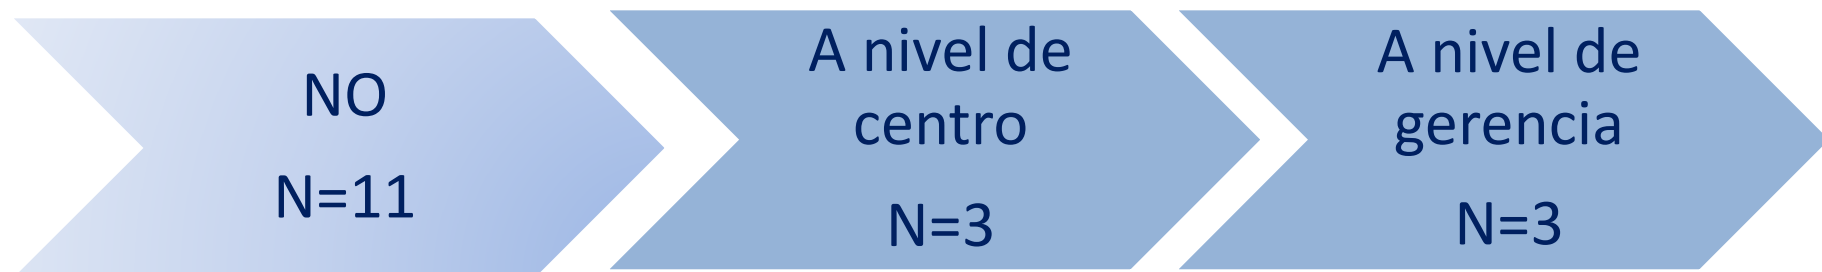 NO
N=11
A nivel de
centro
N=3
A nivel de
gerencia
N=3